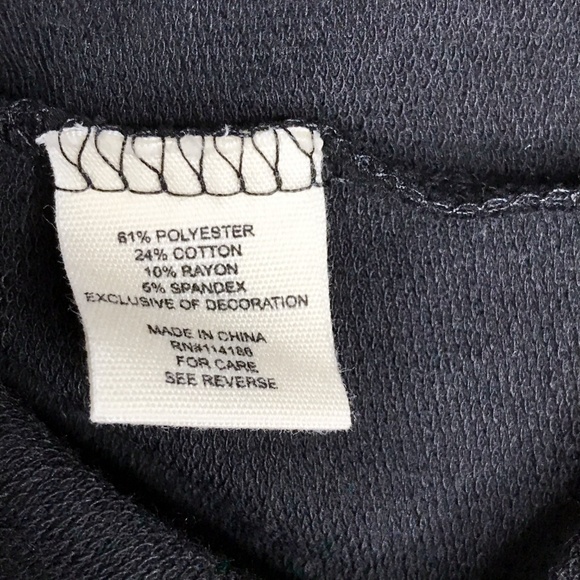 61% POLYESTER
24% COTTON
10% RAYON
5% SPANDEX
EXCLUSIVE OF DECORATION
MADE IN CHINA
RN#114186
FOR CARE
SEE REVERSE